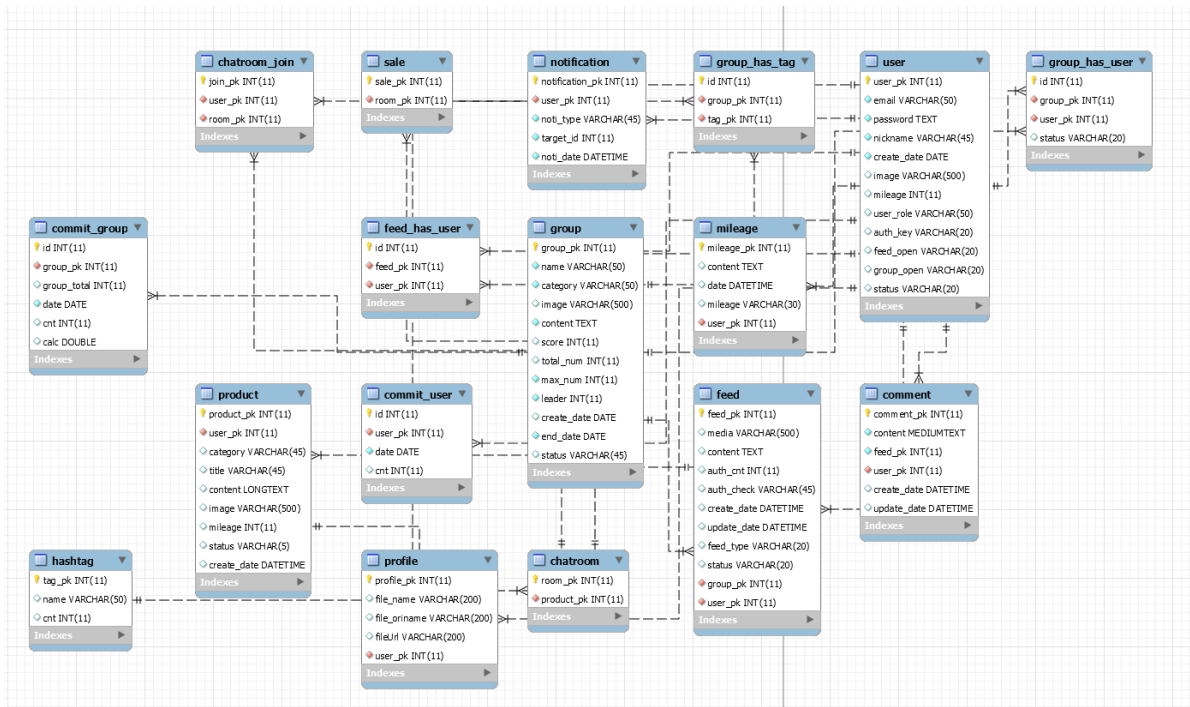 chatroom_join
join_pk INT(11)
user_pk INT(11)
room_pk INT(11)
Indexes
sale
sale_pk INT(11)
room_pk INT(11)
Indexes
notification
notification_pk INT(11)
user_pk INT(11)
noti_type VARCHAR(45)
target_id INT(11)
noti_date DATETIME
Indexes
group_has_tag
id INT(11)
group_pk INT(11)
tag_pk INT(11)
Indexes
user
user_pk INT(11)
email VARCHAR(50)
password TEXT
nickname VARCHAR(45)
create_date DATE
image VARCHAR(500)
mileage INT(11)
user_role VARCHAR(50)
auth_key VARCHAR(20)
feed_open VARCHAR(20)
group_open VARCHAR(20)
status VARCHAR(20)
Indexes
group_has_user
id INT(11)
group_pk INT(11)
user_pk INT(11)
status VARCHAR(20)
Indexes
commit_group
id INT(11)
group_pk INT(11)
group_total INT(11)
date DATE
cnt INT(11)
calc DOUBLE
Indexes
feed_has_user
id INT(11)
feed_pk INT(11)
user_pk INT(11)
Indexes
group
group_pk INT(11)
name VARCHAR(50)
category VARCHAR(50)
image VARCHAR(500)
content TEXT
score INT(11)
total_num INT(11)
max_num INT(11)
leader INT(11)
create_date DATE
end_date DATE
status VARCHAR(45)
Indexes
mileage
mileage_pk INT(11)
content TEXT
date DATETIME
mileage VARCHAR(30)
user_pk INT(11)
Indexes
product
product_pk INT(11)
user_pk INT(11)
category VARCHAR(45)
title VARCHAR(45)
content LONGTEXT
image VARCHAR(500)
mileage INT(11)
status VARCHAR(5)
create_date DATETIME
Indexes
commit_user
id INT(11)
user_pk INT(11)
date DATE
cnt INT(11)
Indexes
feed
feed_pk INT(11)
media VARCHAR(500)
content TEXT
auth_cnt INT(11)
auth_check VARCHAR(45)
create_date DATETIME
update_date DATETIME
feed_type VARCHAR(20)
status VARCHAR(20)
group_pk INT(11)
user_pk INT(11)
Indexes
comment
comment_pk INT(11)
content MEDIUMTEXT
feed_pk INT(11)
user_pk INT(11)
create_date DATETIME
update_date DATETIME
Indexes
hashtag
tag_pk INT(11)
name VARCHAR(50)
cnt INT(11)
Indexes
profile
profile_pk INT(11)
file_name VARCHAR(200)
file_oriname VARCHAR(200)
fileUrl VARCHAR(200)
user_pk INT(11)
Indexes
chatroom
room_pk INT(11)
product_pk INT(11)
Indexes